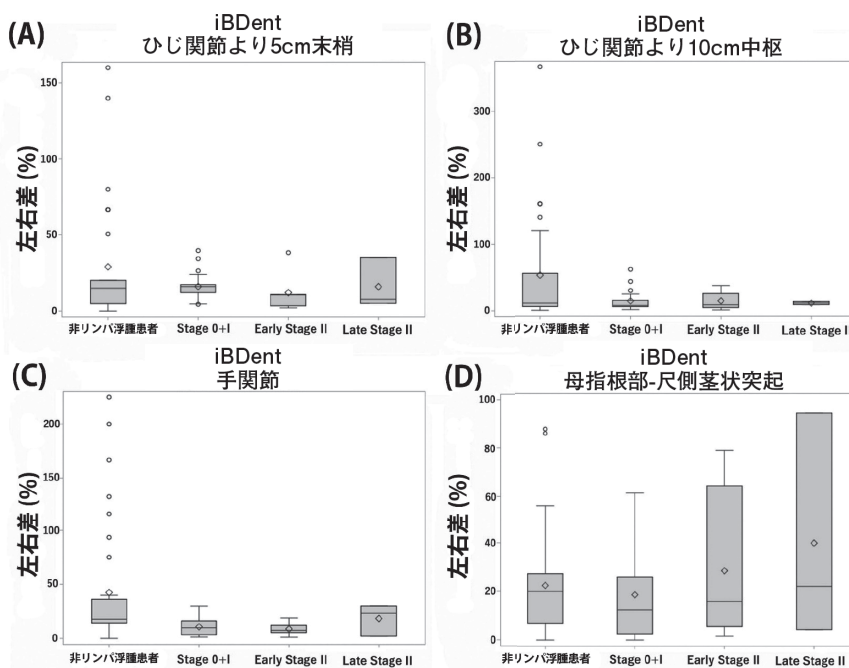 (A)
iBDent
ひじ関節より5cm末梢
左右差 (%)
150
100
50
0
非リンパ浮腫患者 Stage 0+I Early Stage II Late Stage II
(B)
iBDent
ひじ関節より10cm中枢
左右差 (%)
300
200
100
0
非リンパ浮腫患者 Stage 0+I Early Stage II Late Stage II
(C)
iBDent
手関節
左右差 (%)
200
150
100
50
0
非リンパ浮腫患者 Stage 0+I Early Stage II Late Stage II
(D)
iBDent
母指根部-尺側茎状突起
左右差 (%)
100
80
60
40
20
0
非リンパ浮腫患者 Stage 0+I Early Stage II Late Stage II